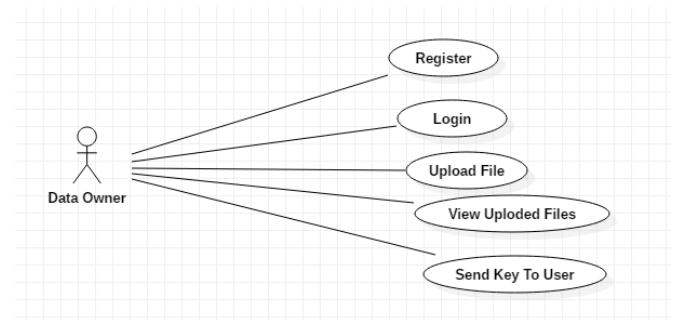 Register
Login
Upload File
Data Owner
View Uploded Files
Send Key To User